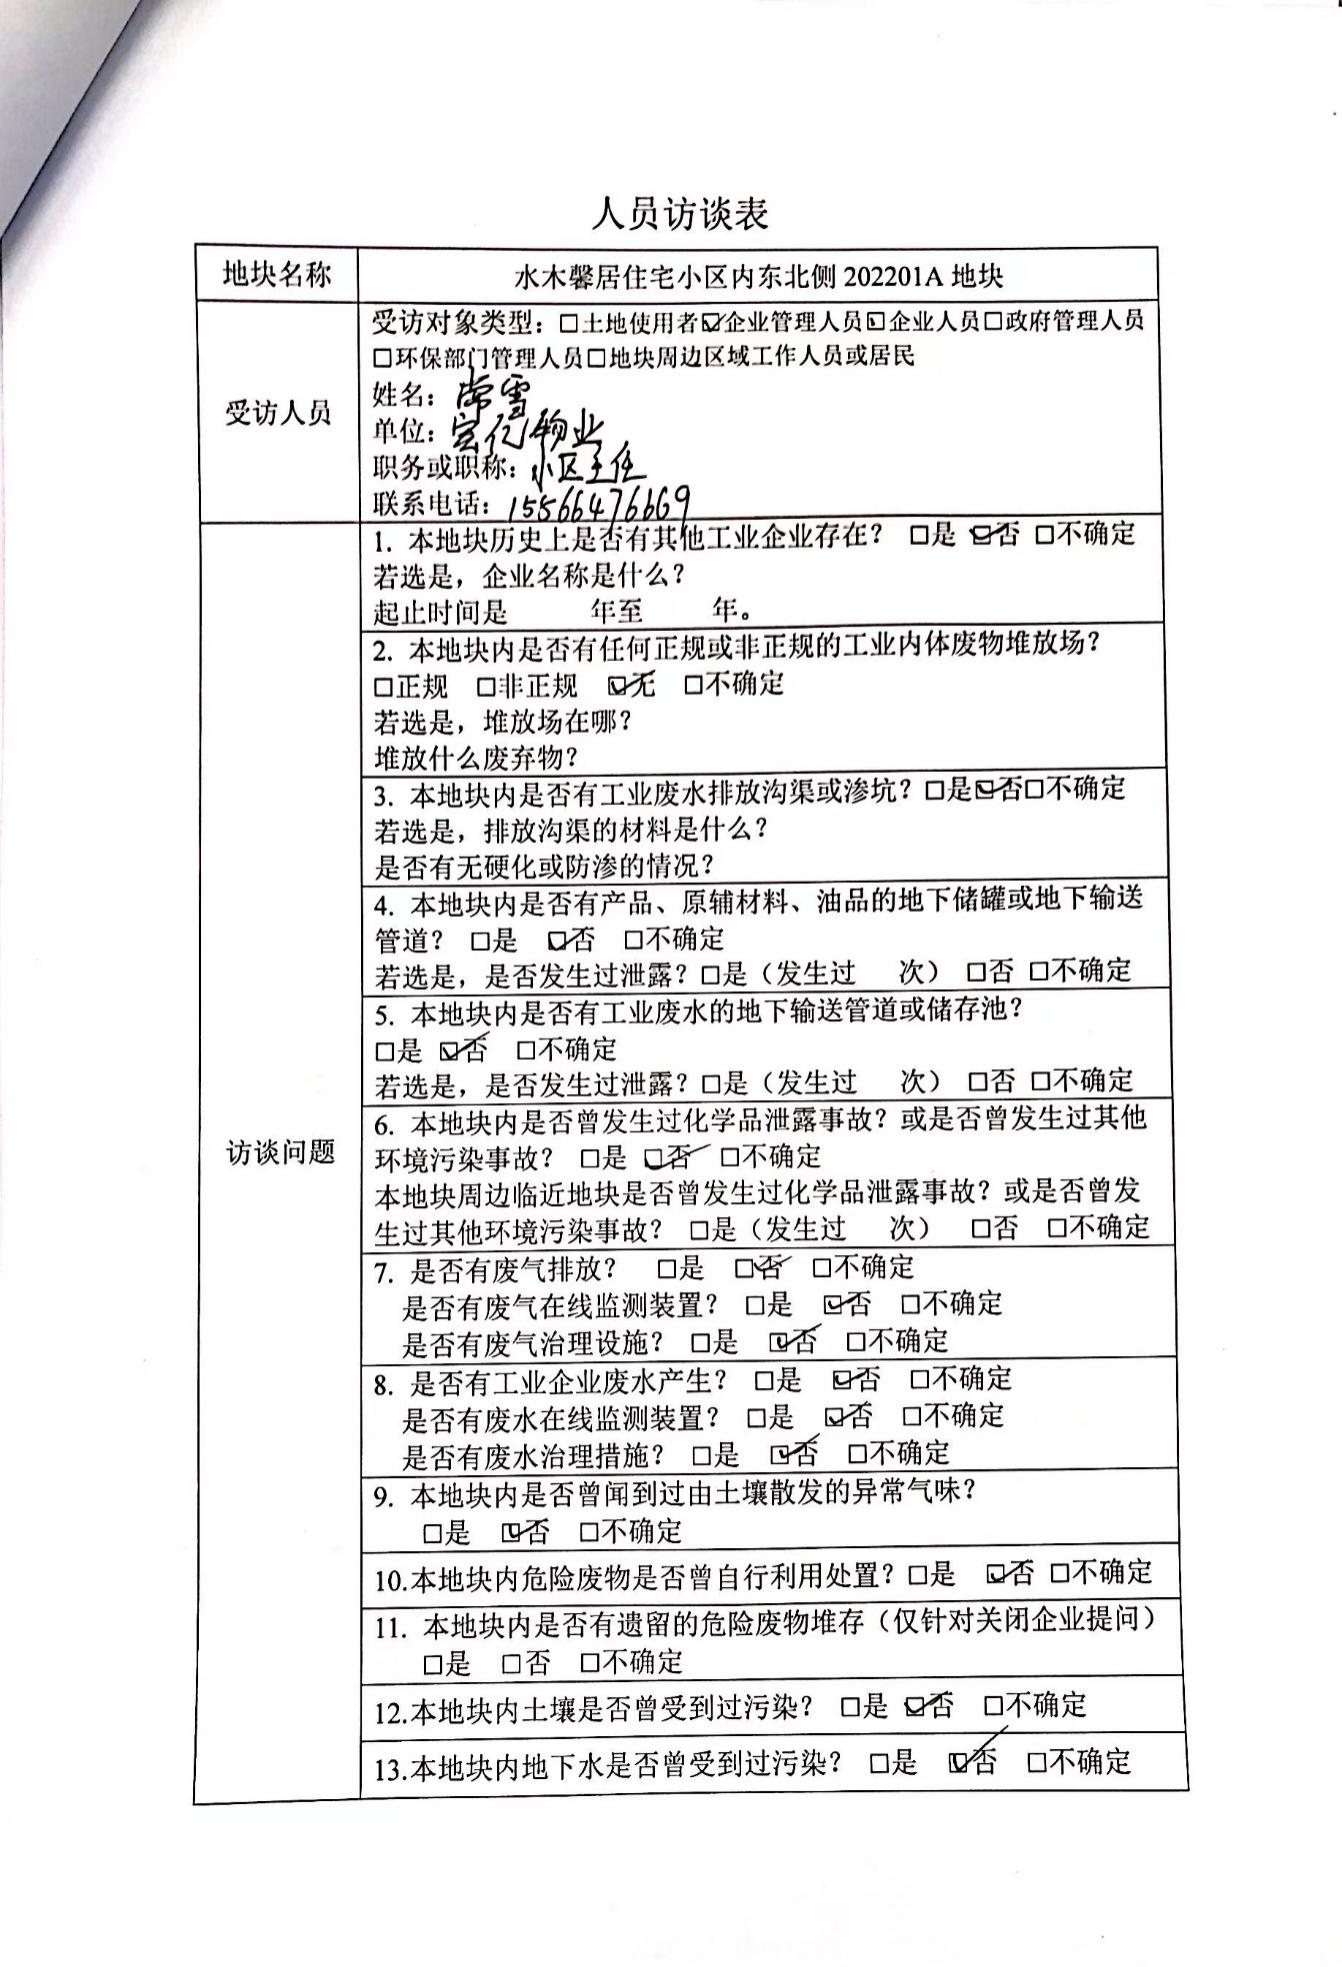 人员访谈表
地块名称 水木馨居住宅小区内东北侧 202201A 地块
受访人员
受访对象类型：□土地使用者☑企业管理人员☑企业人员□政府管理人员
□环保部门管理人员□地块周边区域工作人员或居民
姓名：常雪
单位：宏亿物业
职务或职称：小区主任
联系电话：15566476669
访谈问题
1. 本地块历史上是否有其他工业企业存在？ □是 ☑否 □不确定
若选是，企业名称是什么？
起止时间是 年至 年。
2. 本地块内是否有任何正规或非正规的工业内体废物堆放场？
□正规 □非正规 ☑无 □不确定
若选是，堆放场在哪？
堆放什么废弃物？
3. 本地块内是否有工业废水排放沟渠或渗坑？□是☑否□不确定
若选是，排放沟渠的材料是什么？
是否有无硬化或防渗的情况？
4. 本地块内是否有产品、原辅材料、油品的地下储罐或地下输送
管道？ □是 ☑否 □不确定
若选是，是否发生过泄露？□是（发生过 次） □否 □不确定
5. 本地块内是否有工业废水的地下输送管道或储存池？
□是 ☑否 □不确定
若选是，是否发生过泄露？□是（发生过 次） □否 □不确定
6. 本地块内是否曾发生过化学品泄露事故？或是否曾发生过其他
环境污染事故？ □是 ☑否 □不确定
本地块周边临近地块是否曾发生过化学品泄露事故？或是否曾发
生过其他环境污染事故？ □是（发生过 次） □否 □不确定
7. 是否有废气排放？ □是 ☑否 □不确定
是否有废气在线监测装置？ □是 ☑否 □不确定
是否有废气治理设施？ □是 ☑否 □不确定
8. 是否有工业企业废水产生？ □是 ☑否 □不确定
是否有废水在线监测装置？ □是 ☑否 □不确定
是否有废水治理措施？ □是 ☑否 □不确定
9. 本地块内是否曾闻到过由土壤散发的异常气味？
□是 ☑否 □不确定
10.本地块内危险废物是否曾自行利用处置？□是 ☑否 □不确定
11. 本地块内是否有遗留的危险废物堆存（仅针对关闭企业提问）
□是 □否 □不确定
12.本地块内土壤是否曾受到过污染？ □是 ☑否 □不确定
13.本地块内地下水是否曾受到过污染？ □是 ☑否 □不确定